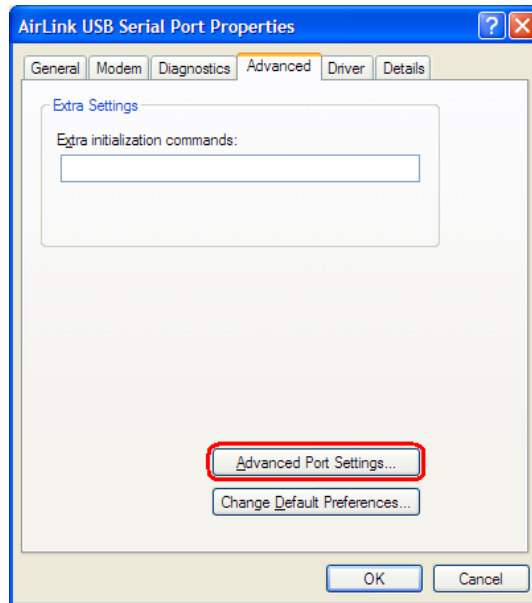 AirLink USB Serial Port Properties
General Modem Diagnostics Advanced Driver Details
Extra Settings
Extra initialization commands:
Advanced Port Settings...
Change Default Preferences...
OK Cancel